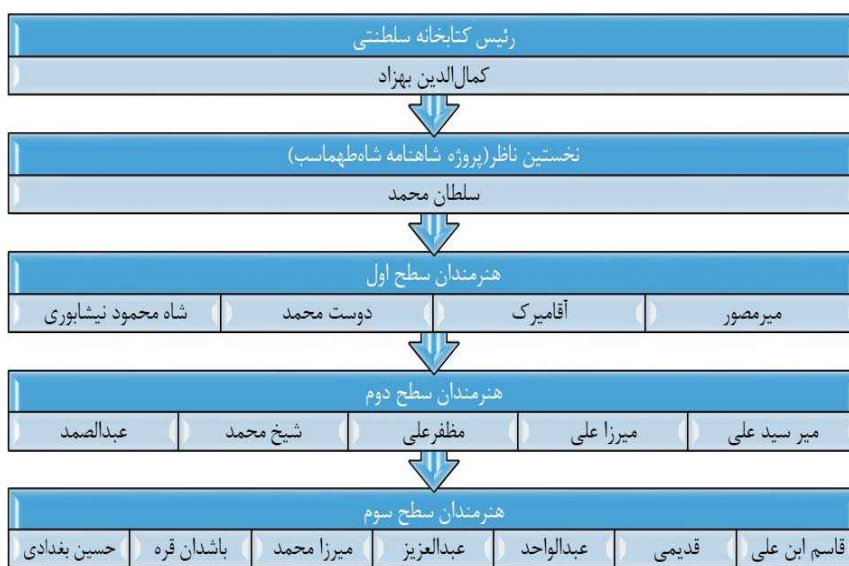 رئیس کتابخانه سلطنتی
کمال‌الدین بهزاد
نخستین ناظر(پروژه شاهنامه شاه‌طهماسب)
سلطان محمد
هنرمندان سطح اول
میرمصور آقامیرک دوست محمد شاه محمود نیشابوری
هنرمندان سطح دوم
میر سید علی میرزا علی مظفرعلی شیخ محمد عبدالصمد
هنرمندان سطح سوم
قاسم ابن علی قدیمی عبدالواحد عبدالعزیز میرزا محمد باشدان قره حسین بغدادی